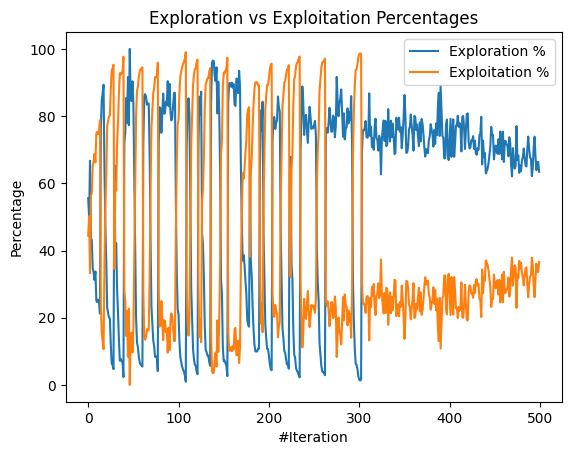 Exploration vs Exploitation Percentages
Exploration %
Exploitation %
Percentage
100
80
60
40
20
0
0 100 200 300 400 500
#Iteration